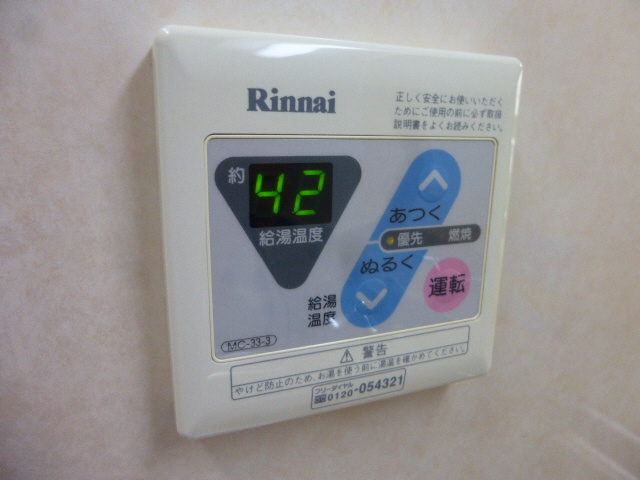 Rinnai
正しく安全にお使いいただく
ためにご使用の前に必ず取扱
説明書をよくお読みください。
約
42
給湯温度
あつく
優先 燃焼
ぬるく
給湯
温度
運転
MC-33-3
警告
やけど防止のため、お湯を使う前に湯温を確かめてください。
フリーダイヤル
0120-054321